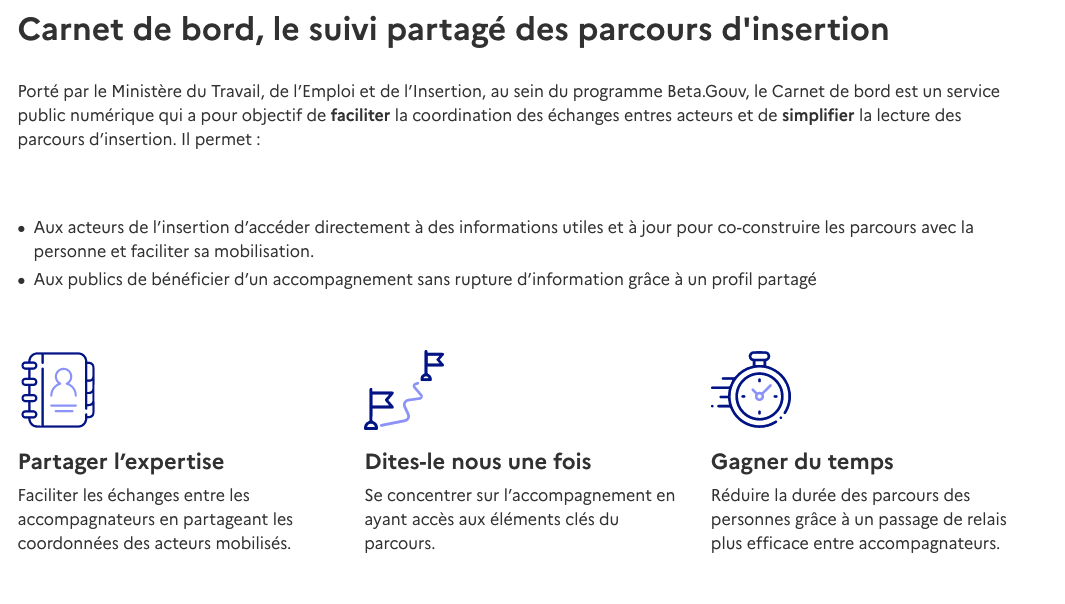 Carnet de bord, le suivi partagé des parcours d'insertion
Porté par le Ministère du Travail, de l’Emploi et de l’Insertion, au sein du programme Beta.Gouv, le Carnet de bord est un service
public numérique qui a pour objectif de faciliter la coordination des échanges entres acteurs et de simplifier la lecture des
parcours d’insertion. Il permet :
• Aux acteurs de l’insertion d’accéder directement à des informations utiles et à jour pour co-construire les parcours avec la
personne et faciliter sa mobilisation.
• Aux publics de bénéficier d’un accompagnement sans rupture d’information grâce à un profil partagé
Partager l’expertise
Faciliter les échanges entre les
accompagnateurs en partageant les
coordonnées des acteurs mobilisés.
Dites-le nous une fois
Se concentrer sur l’accompagnement en
ayant accès aux éléments clés du
parcours.
Gagner du temps
Réduire la durée des parcours des
personnes grâce à un passage de relais
plus efficace entre accompagnateurs.